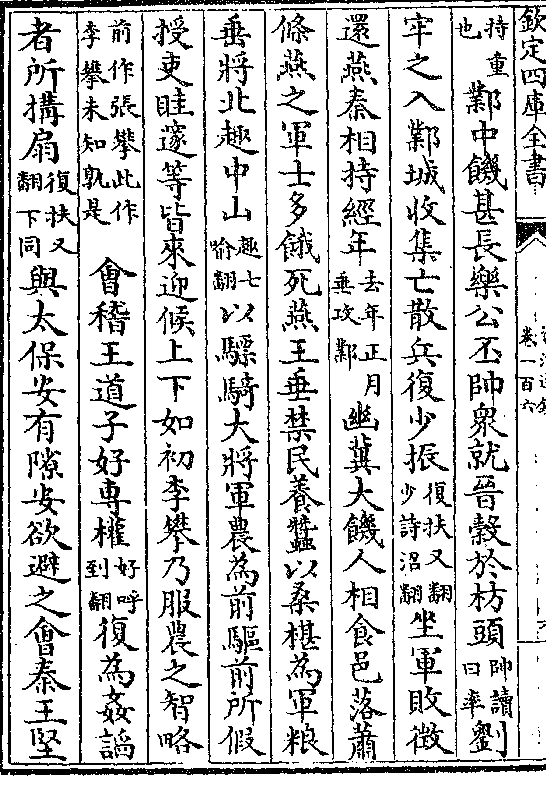 欽定四庫全書
卷一百六
持重也鄴中饑甚長樂公丕帥衆就晉穀於枋頭帥讀曰率劉
牢之入鄴城收集亡散兵復少振復扶又翻少詩沼翻坐軍敗徴
還燕秦相持經年去年正月垂攻鄴幽冀大饑人相食邑落蕭
條燕之軍士多餓死燕王垂禁民養蠶以桑椹為軍粮
垂將北趣中山趣七喻翻以驃騎大將軍農為前驅前所假
授吏眭邃等皆來迎候上下如初李攀乃服農之智略
前作張攀此作李攀未知孰是會稽王道子好專權好呼到翻復為姦謟
者所搆扇復扶又翻下同與太保安有隙安欲避之會秦王堅